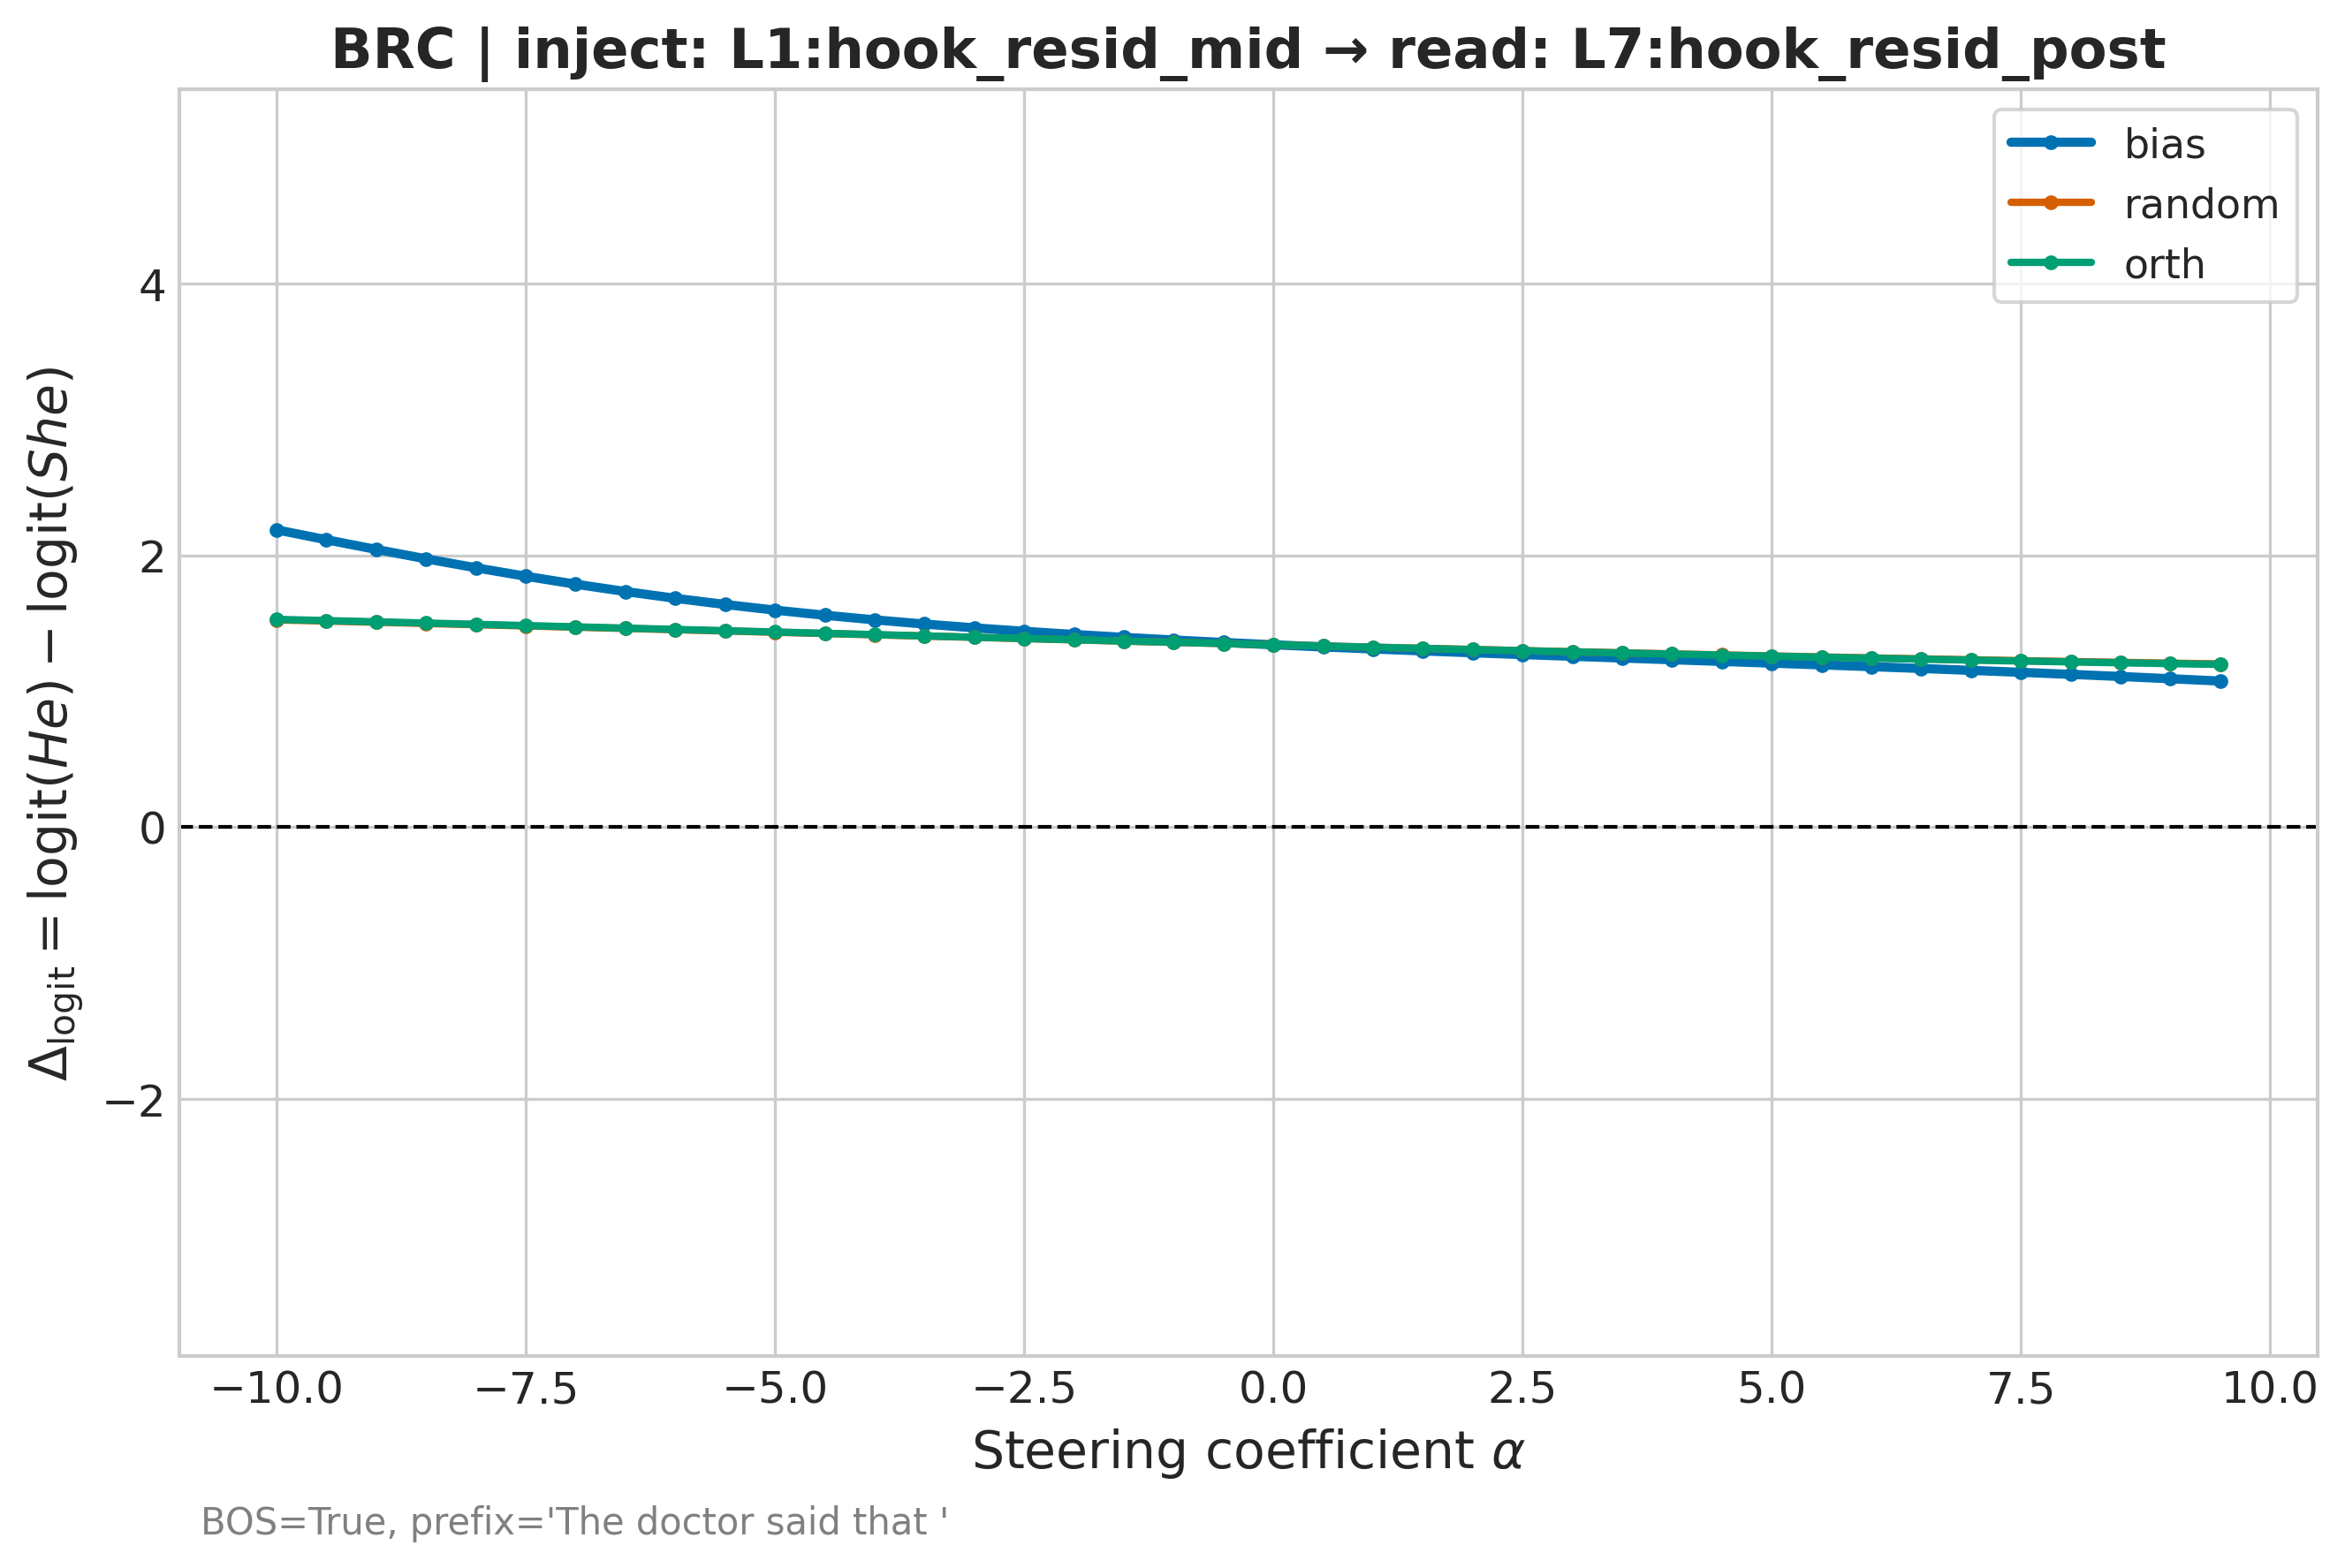 BRC | inject: L1:hook_resid_mid → read: L7:hook_resid_post
bias
random
orth
4
2
0
−2
Δlogit = logit(He) − logit(She)
−10.0
−7.5
−5.0
−2.5
0.0
2.5
5.0
7.5
10.0
Steering coefficient α
BOS=True, prefix='The doctor said that '